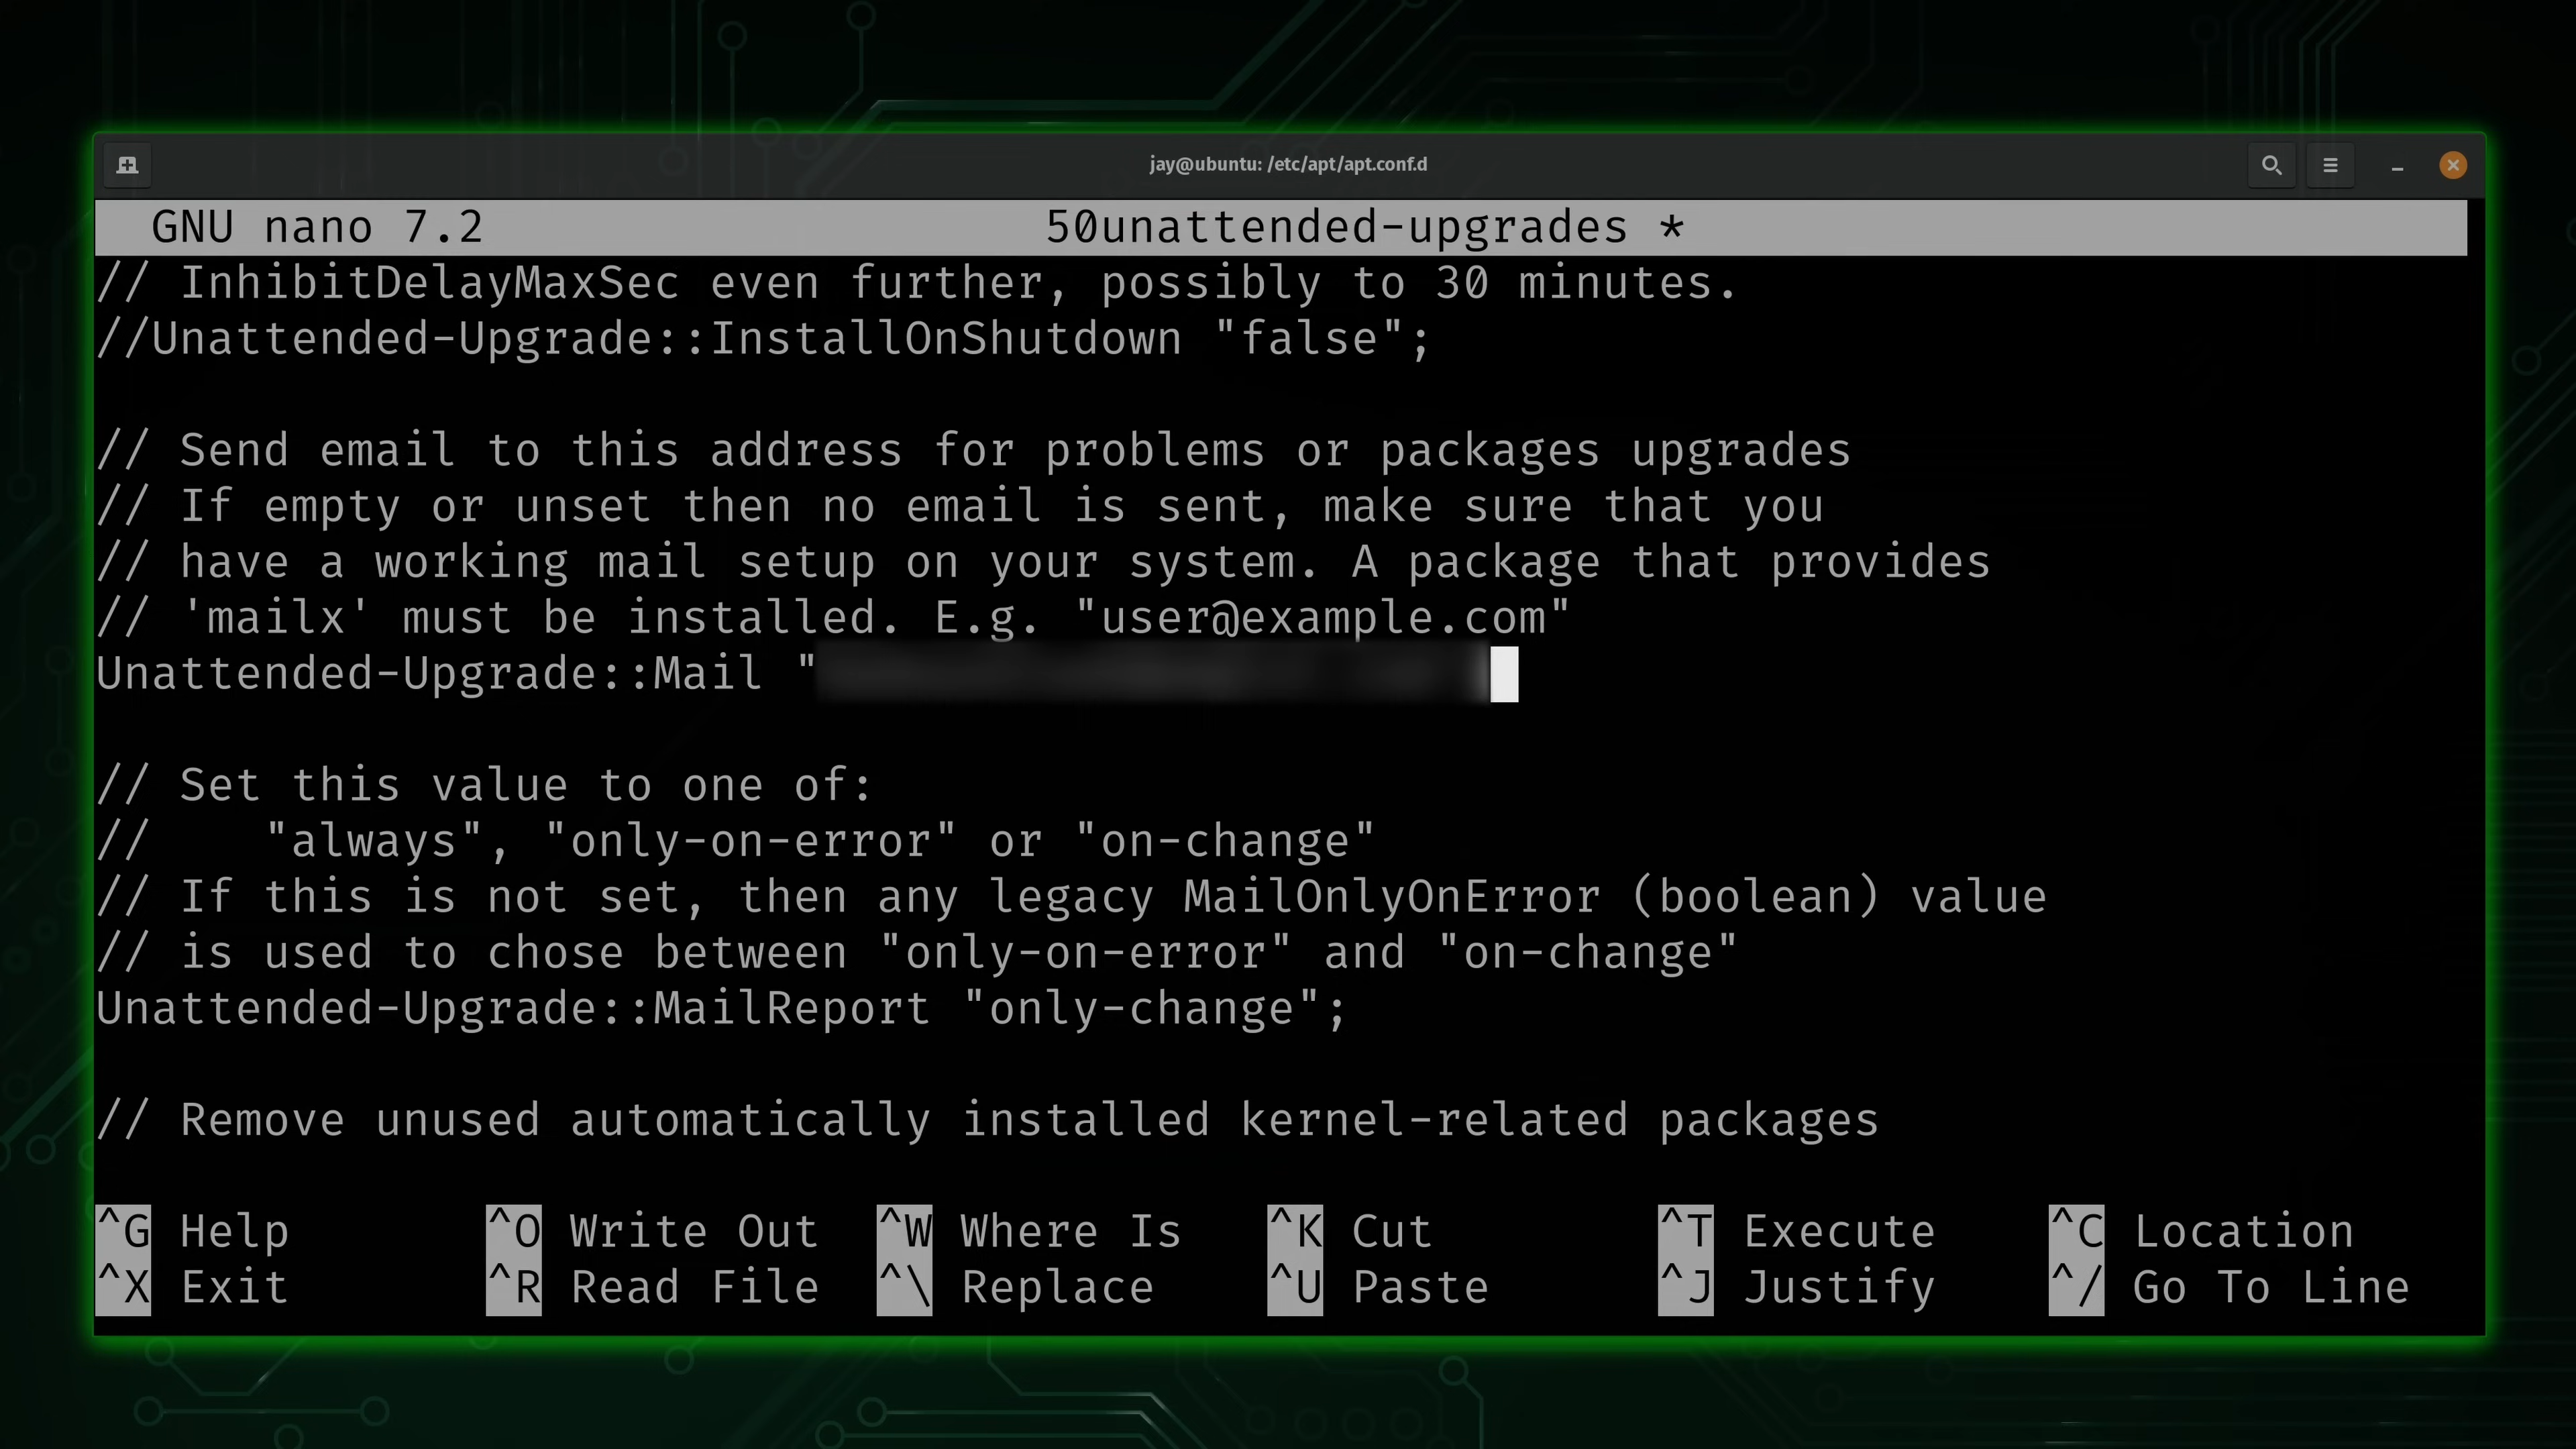 jay@ubuntu: /etc/apt/apt.conf.d
GNU nano 7.2 50unattended-upgrades *
// InhibitDelayMaxSec even further, possibly to 30 minutes.
//Unattended-Upgrade::InstallOnShutdown "false";
// Send email to this address for problems or packages upgrades
// If empty or unset then no email is sent, make sure that you
// have a working mail setup on your system. A package that provides
// 'mailx' must be installed. E.g. "user@example.com"
Unattended-Upgrade::Mail "
// Set this value to one of:
//    "always", "only-on-error" or "on-change"
// If this is not set, then any legacy MailOnlyOnError (boolean) value
// is used to chose between "only-on-error" and "on-change"
Unattended-Upgrade::MailReport "only-change";
// Remove unused automatically installed kernel-related packages
^G Help ^O Write Out ^W Where Is ^K Cut ^T Execute ^C Location
^X Exit ^R Read File ^\ Replace ^U Paste ^J Justify ^/ Go To Line